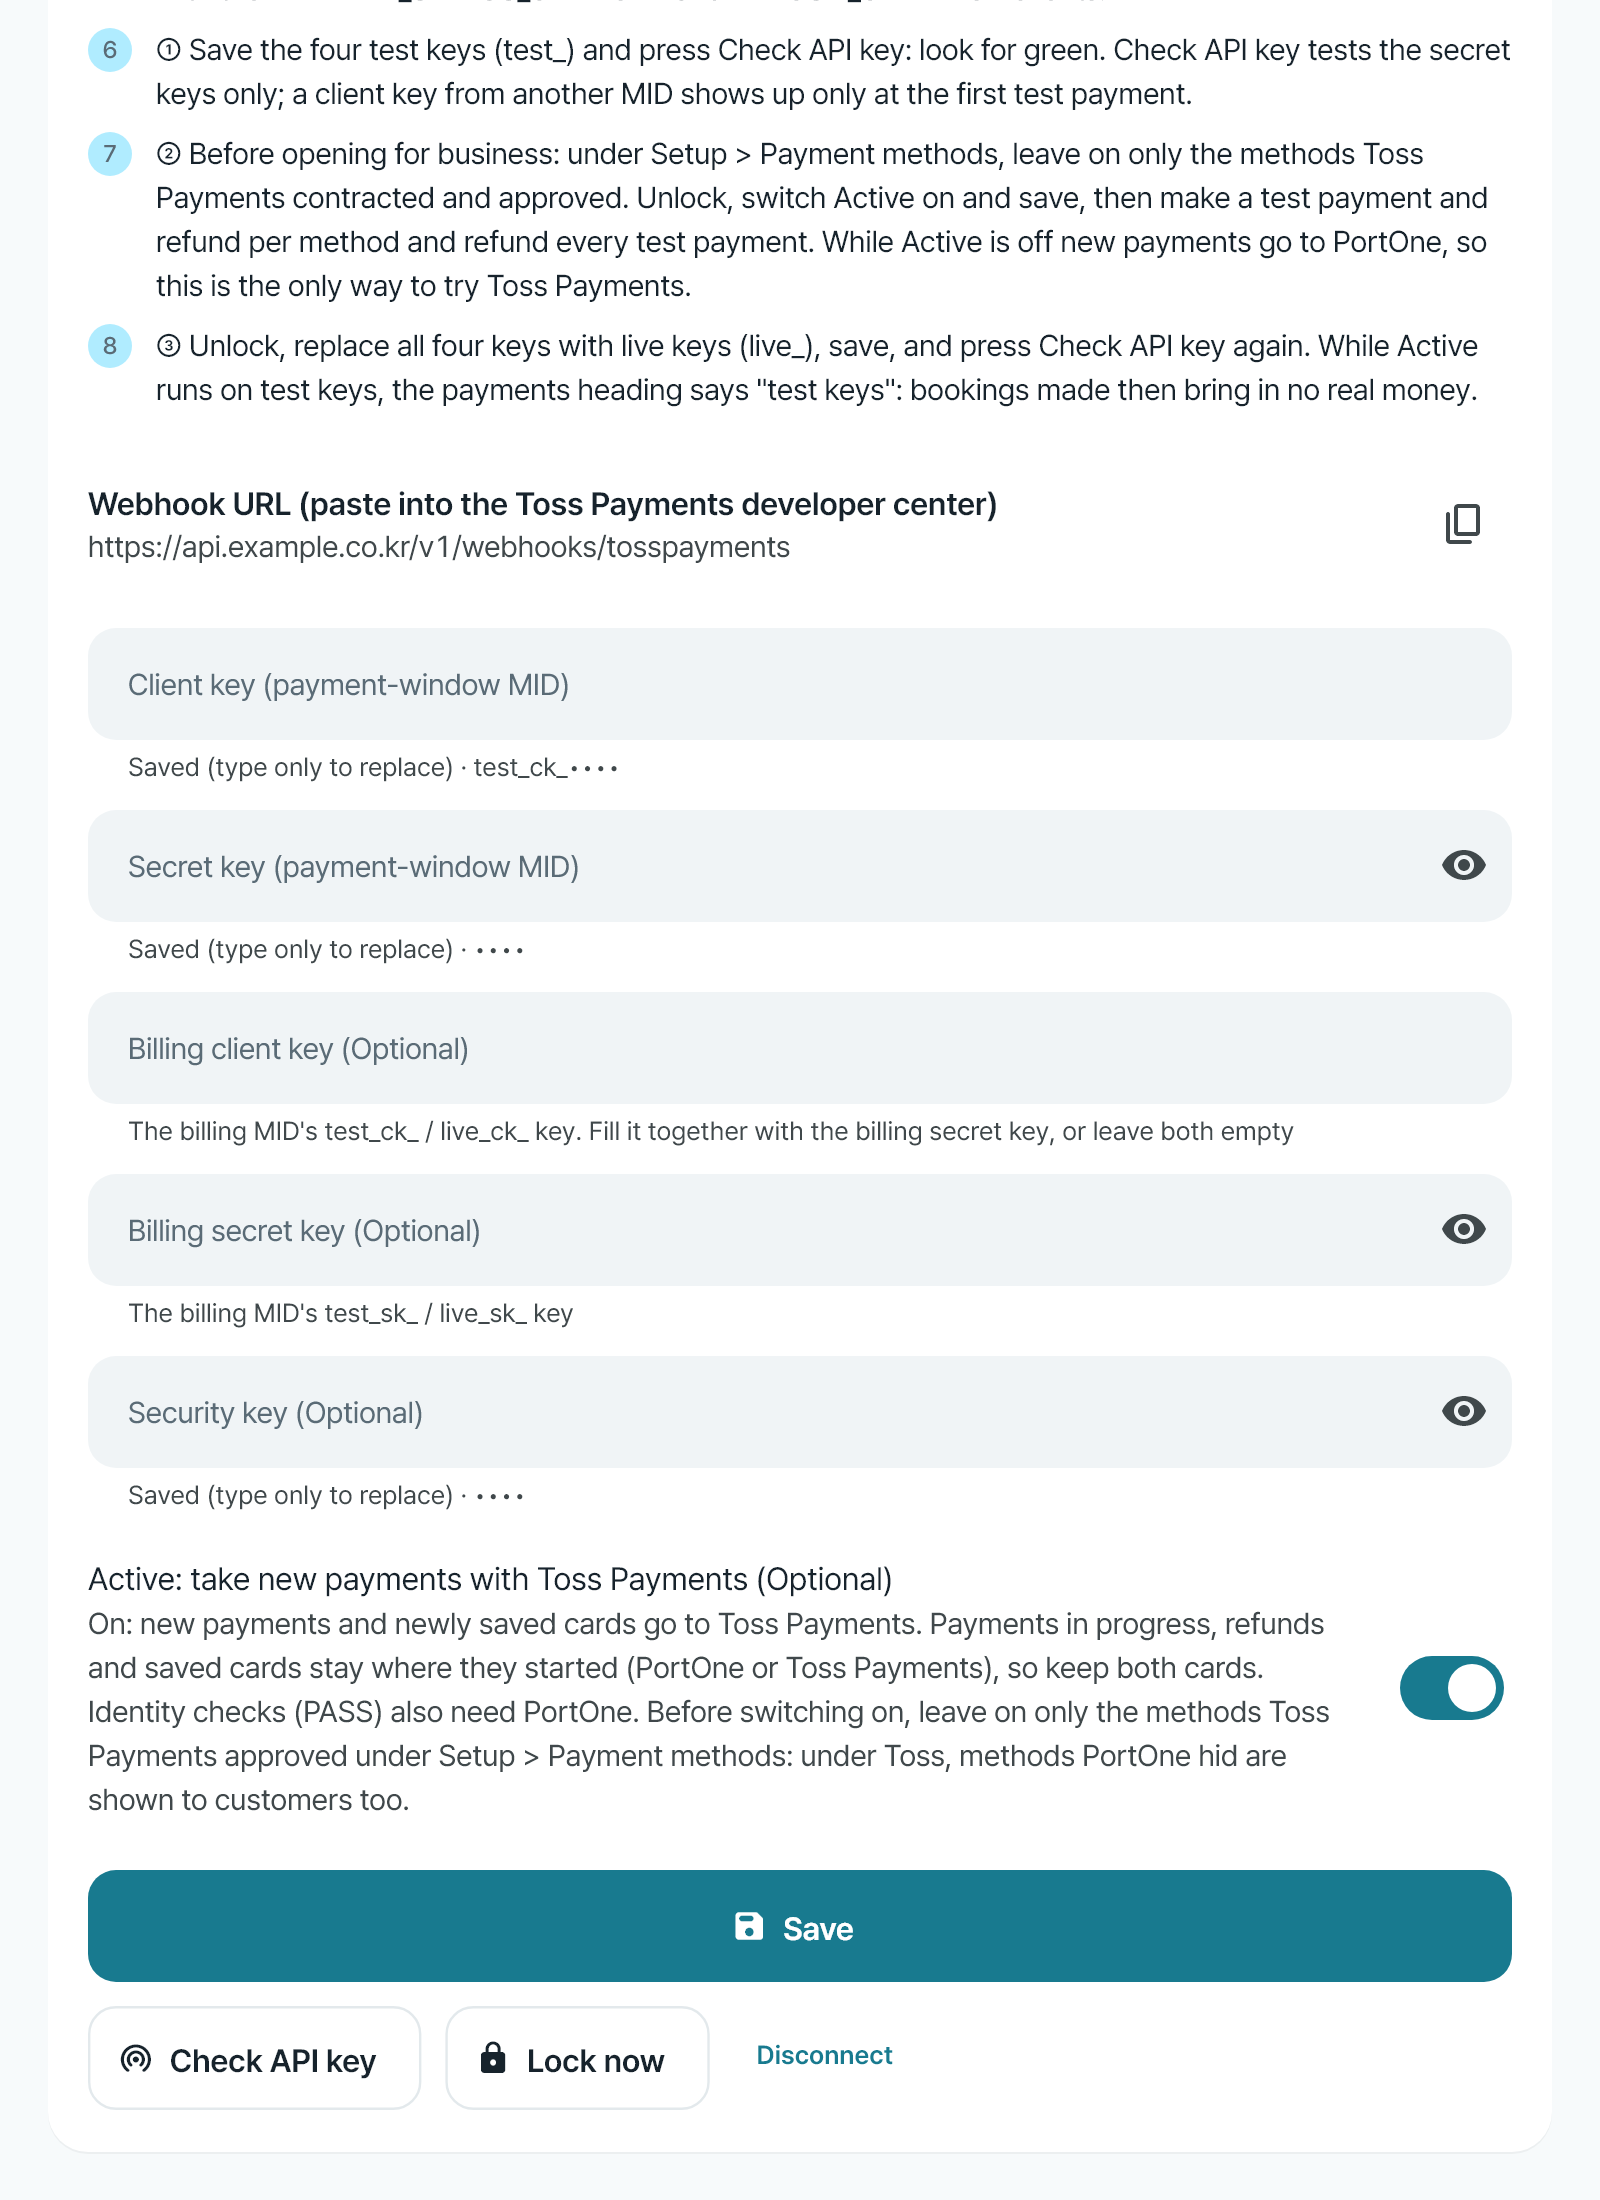 6
① Save the four test keys (test_) and press Check API key: look for green. Check API key tests the secret
keys only; a client key from another MID shows up only at the first test payment.
7
② Before opening for business: under Setup > Payment methods, leave on only the methods Toss
Payments contracted and approved. Unlock, switch Active on and save, then make a test payment and
refund per method and refund every test payment. While Active is off new payments go to PortOne, so
this is the only way to try Toss Payments.
8
③ Unlock, replace all four keys with live keys (live_), save, and press Check API key again. While Active
runs on test keys, the payments heading says "test keys": bookings made then bring in no real money.
Webhook URL (paste into the Toss Payments developer center)
https://api.example.co.kr/v1/webhooks/tosspayments
Client key (payment-window MID)
Saved (type only to replace) · test_ck_••••
Secret key (payment-window MID)
Saved (type only to replace) · ••••
Billing client key (Optional)
The billing MID's test_ck_ / live_ck_ key. Fill it together with the billing secret key, or leave both empty
Billing secret key (Optional)
The billing MID's test_sk_ / live_sk_ key
Security key (Optional)
Saved (type only to replace) · ••••
Active: take new payments with Toss Payments (Optional)
On: new payments and newly saved cards go to Toss Payments. Payments in progress, refunds
and saved cards stay where they started (PortOne or Toss Payments), so keep both cards.
Identity checks (PASS) also need PortOne. Before switching on, leave on only the methods Toss
Payments approved under Setup > Payment methods: under Toss, methods PortOne hid are
shown to customers too.
Save
Check API key
Lock now
Disconnect